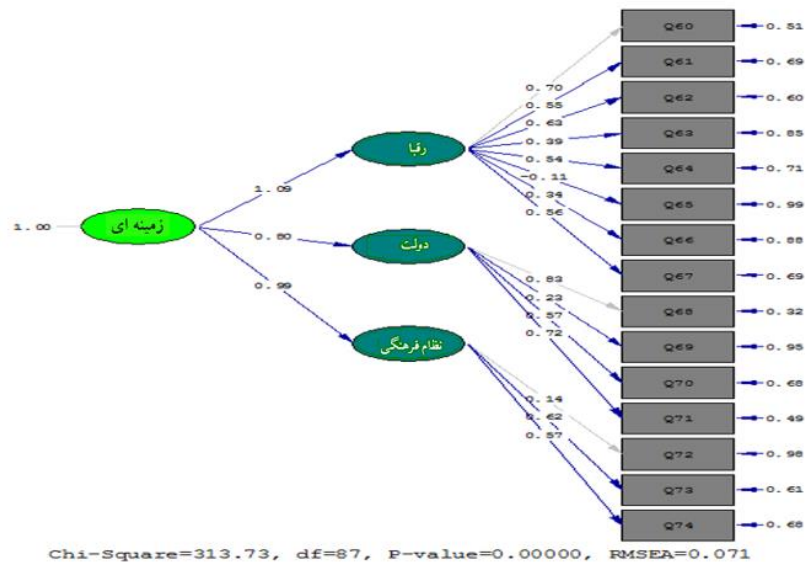 Q60 0.51
0.70 Q61 0.69
0.55 Q62 0.60
0.63
رقبا 0.39 Q63 0.85
0.54 Q64 0.71
-0.11 Q65 0.99
1.09 0.34
0.56 Q66 0.88
1.00 زمینه ای Q67 0.69
0.80 دولت 0.83 Q68 0.32
0.23
0.99 0.57 Q69 0.95
0.72 Q70 0.68
نظام فرهنگی Q71 0.49
0.14 Q72 0.98
0.62
0.57 Q73 0.61
Q74 0.68
Chi-Square=313.73, df=87, P-value=0.00000, RMSEA=0.071